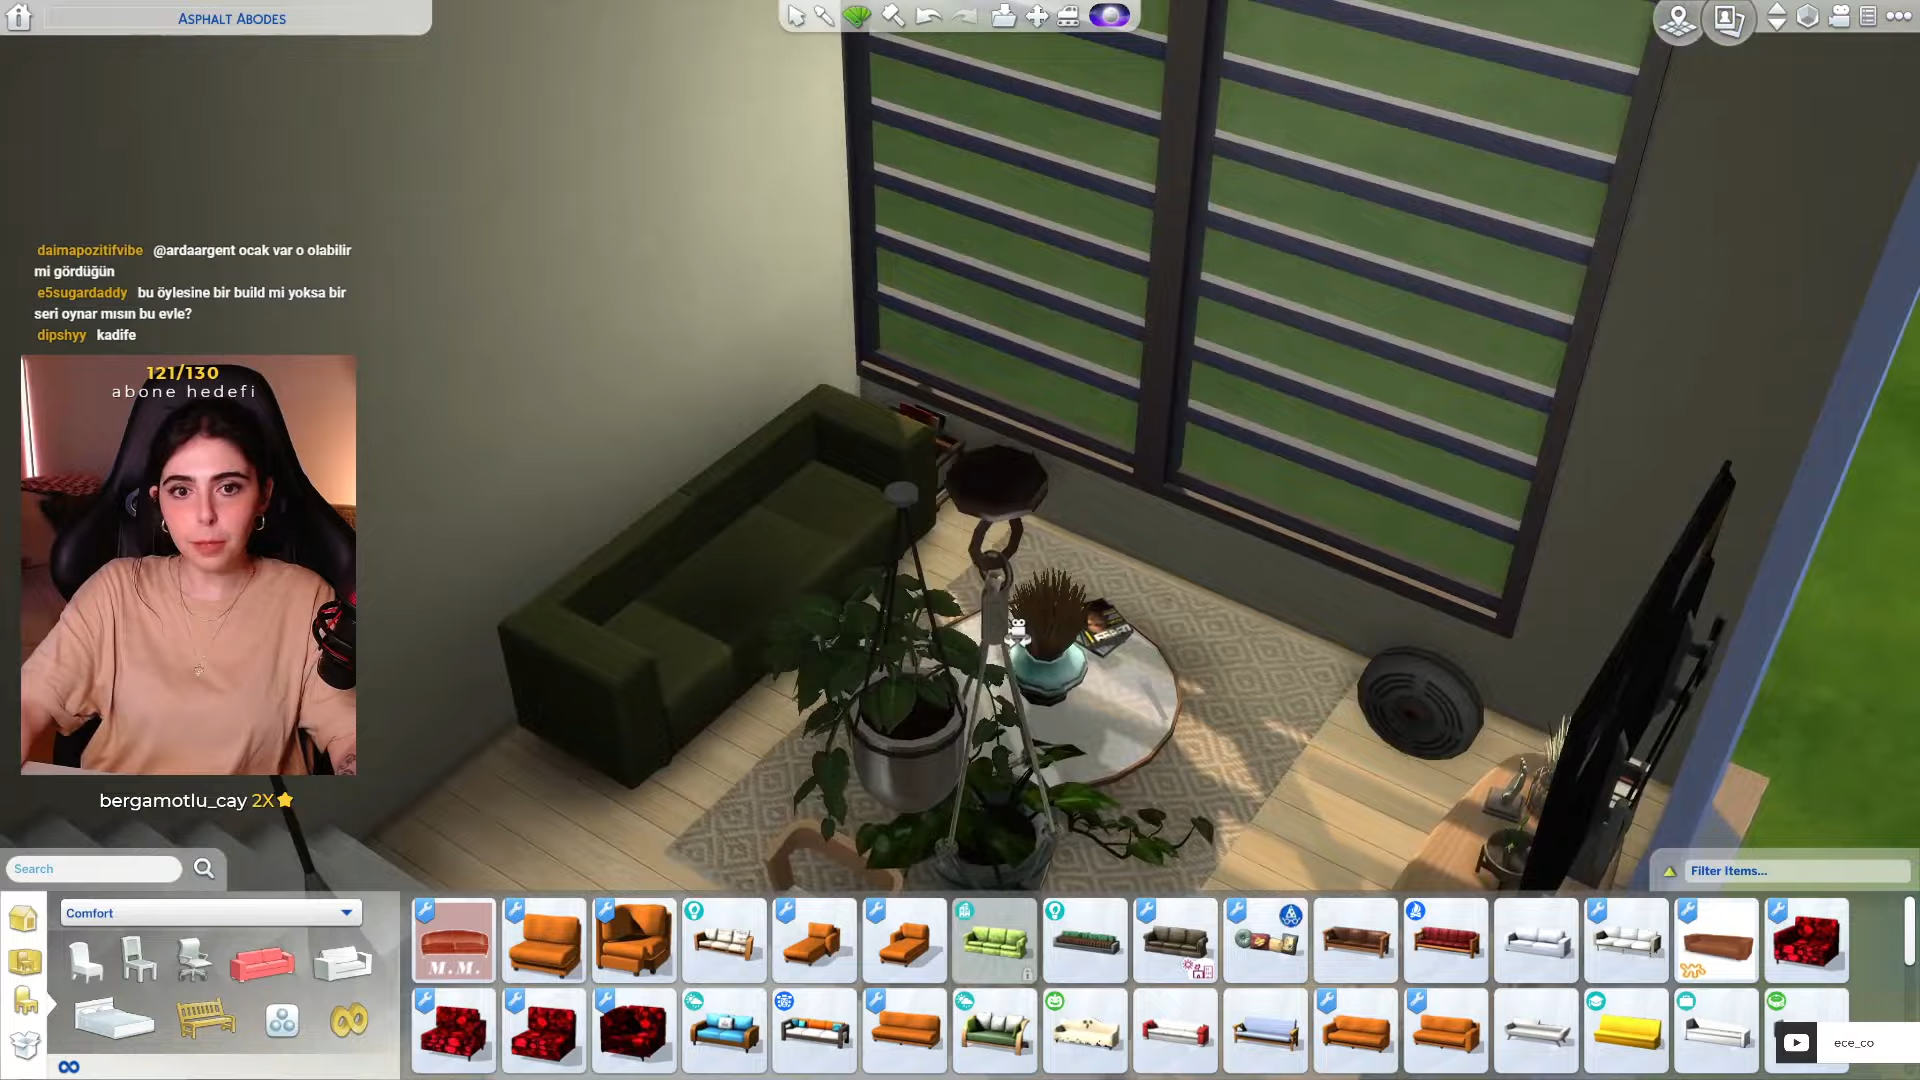 ASPHALT ABODES
daimapozitifvibe @ardaargent ocak var o olabilir
mi gördüğün
e5sugardaddy bu öylesine bir build mi yoksa bir
seri oynar mısın bu evle?
dipshyy kadife
121/130
abone hedefi
bergamotlu_cay 2X
Search
Filter Items...
Comfort
M.M.
ece_co